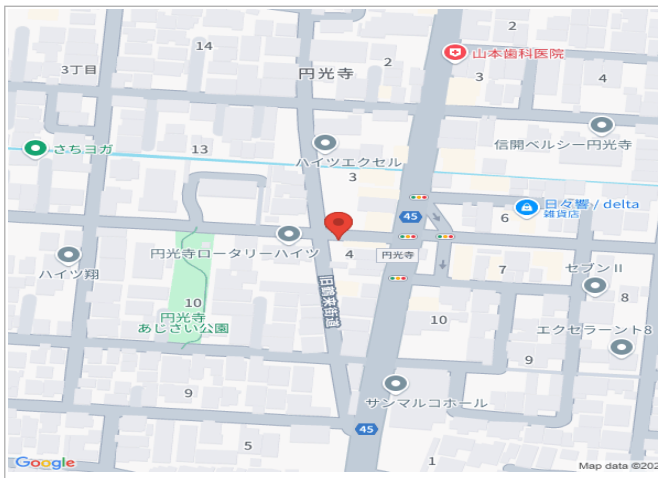 2
14
山本歯科医院
円光寺
2
3丁目
3
4
信開ベルシー円光寺
さちヨガ
13
ハイツエクセル
3
45
6
日々響 / delta
雑貨店
円光寺ロータリーハイツ
4
円光寺
7
ハイツ翔
セブンII
旧鶴来街道
10
8
円光寺
あじさい公園
10
エクセラーント8
9
9
サンマルコホール
45
5
1
Google
Map data ©202